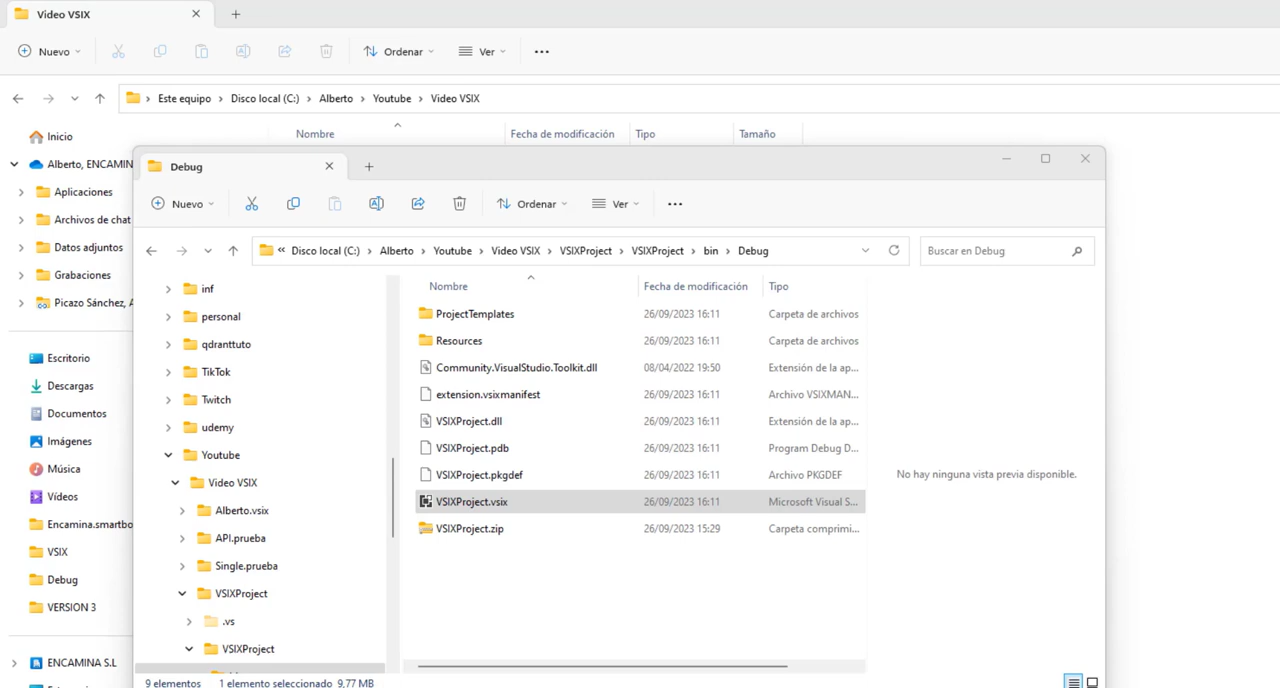 Video VSIX
Nuevo
Ordenar
Ver
Este equipo > Disco local (C:) > Alberto > Youtube > Video VSIX
Nombre
Fecha de modificación
Tipo
Tamaño
Inicio
Alberto, ENCAMIN
Aplicaciones
Archivos de chat
Datos adjuntos
Grabaciones
Picazo Sánchez, A
Escritorio
Descargas
Documentos
Imágenes
Música
Vídeos
Encamina.smartbo
VSIX
Debug
VERSION 3
ENCAMINA S.L
Debug
Nuevo
Ordenar
Ver
« Disco local (C:) > Alberto > Youtube > Video VSIX > VSIXProject > VSIXProject > bin > Debug
Buscar en Debug
inf
personal
qdranttuto
TikTok
Twitch
udemy
Youtube
Video VSIX
Alberto.vsix
API.prueba
Single.prueba
VSIXProject
.vs
VSIXProject
Nombre Fecha de modificación Tipo
ProjectTemplates 26/09/2023 16:11 Carpeta de archivos
Resources 26/09/2023 16:11 Carpeta de archivos
Community.VisualStudio.Toolkit.dll 08/04/2022 19:50 Extensión de la ap...
extension.vsixmanifest 26/09/2023 16:11 Archivo VSIXMAN...
VSIXProject.dll 26/09/2023 16:11 Extensión de la ap...
VSIXProject.pdb 26/09/2023 16:11 Program Debug D...
VSIXProject.pkgdef 26/09/2023 16:11 Archivo PKGDEF
VSIXProject.vsix 26/09/2023 16:11 Microsoft Visual S...
VSIXProject.zip 26/09/2023 15:29 Carpeta comprimi...
No hay ninguna vista previa disponible.
9 elementos 1 elemento seleccionado 9,77 MB